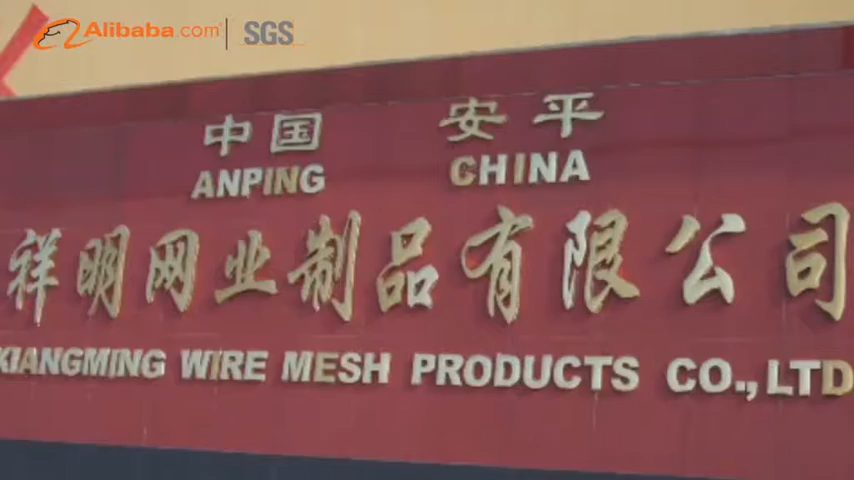 Alibaba.com | SGS
中国 安平
ANPING CHINA
祥明网业制品有限公司
XIANGMING WIRE MESH PRODUCTS CO.,LTD